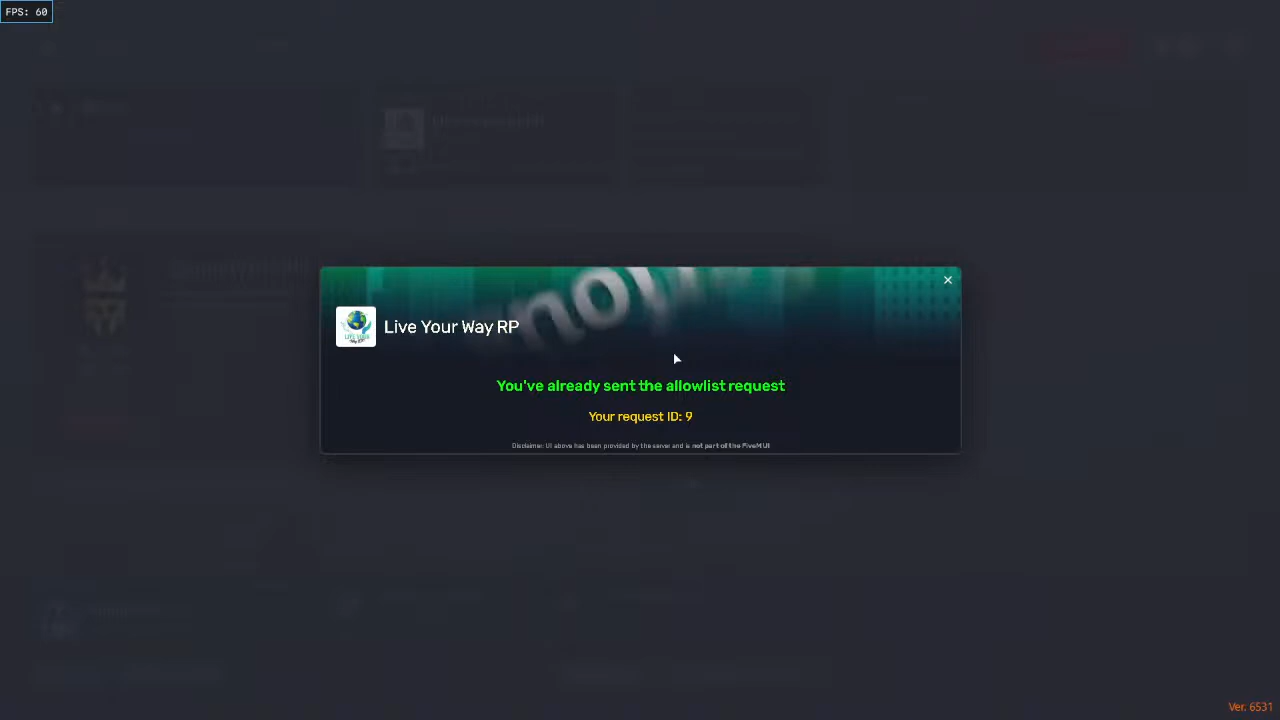 FPS: 60
Live Your Way RP
You've already sent the allowlist request
Your request ID: 9
Disclaimer: UI above has been provided by the server and is not part of the FiveM UI
Ver. 6531